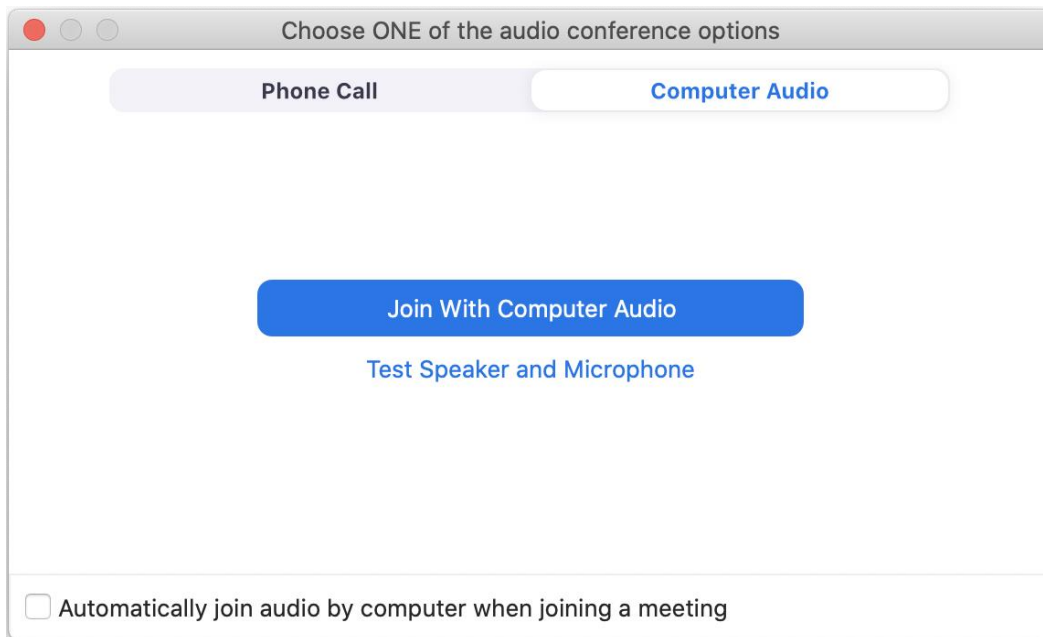 Choose ONE of the audio conference options
Phone Call
Computer Audio
Join With Computer Audio
Test Speaker and Microphone
Automatically join audio by computer when joining a meeting